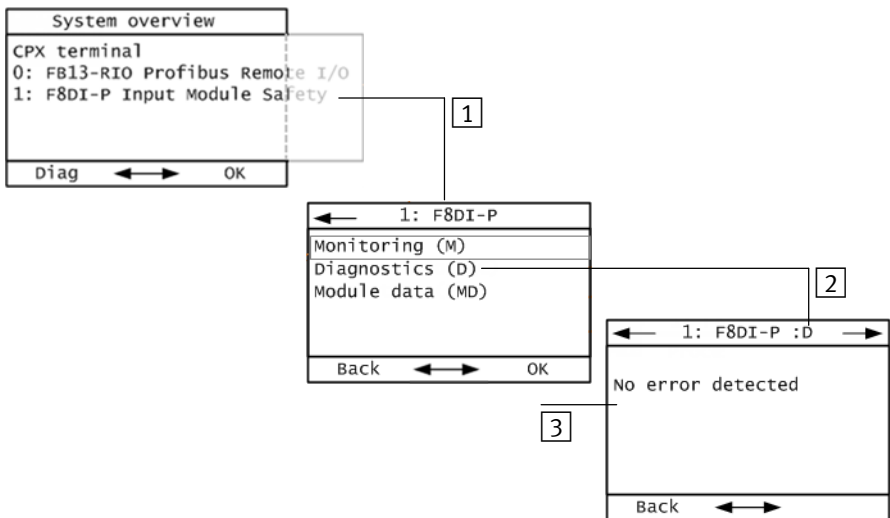 System overview
CPX terminal
0: FB13-RIO Profibus Remote I/O
1: F8DI-P Input Module Safety
Diag OK
1
1: F8DI-P
Monitoring (M)
Diagnostics (D)
Module data (MD)
Back OK
2
1: F8DI-P :D
No error detected
3
Back